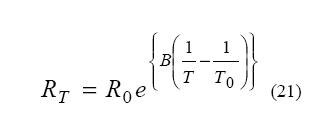 R_T = R_0 e^{B(1/T − 1/T_0)} (21)